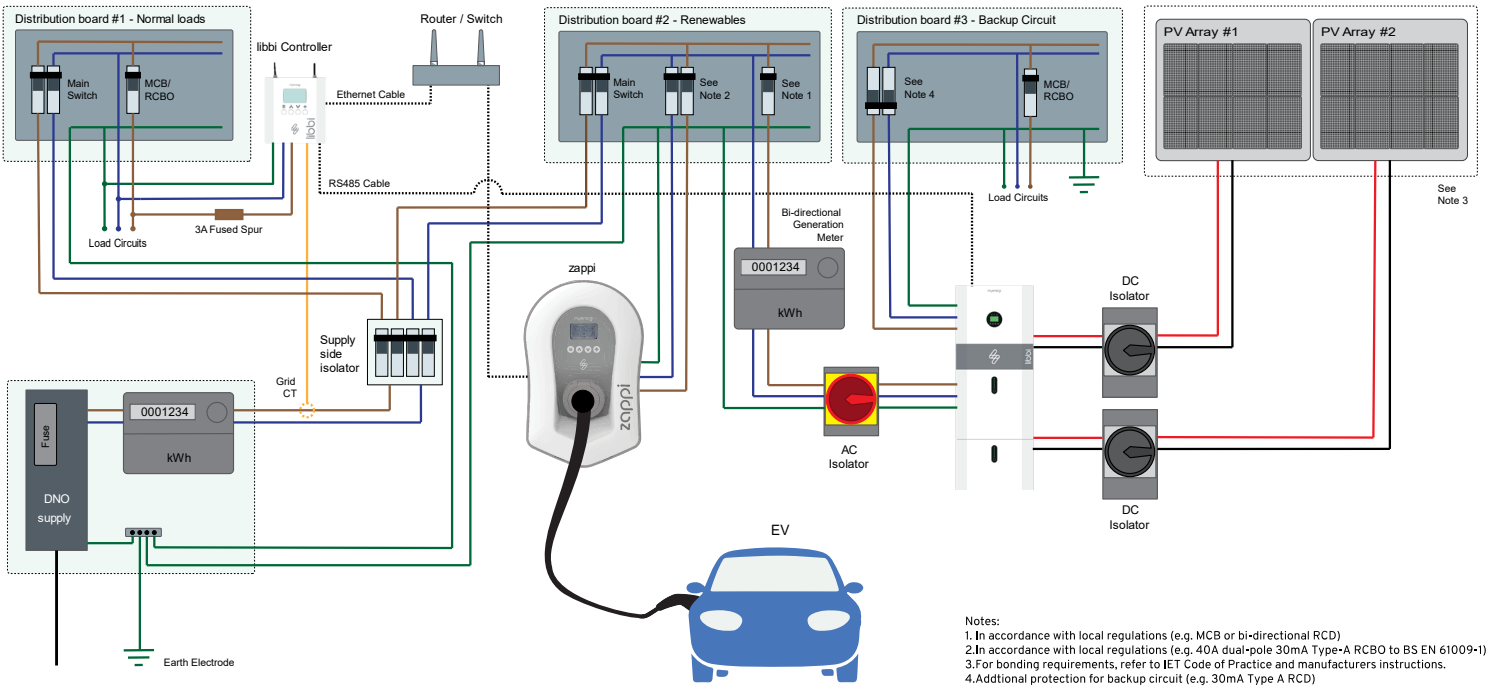 Distribution board #1 - Normal loads
Main
Switch
MCB/
RCBO
libbi Controller
libbi
Router / Switch
Ethernet Cable
RS485 Cable
3A Fused Spur
Load Circuits
Distribution board #2 - Renewables
Main
Switch
See
Note 2
See
Note 1
Distribution board #3 - Backup Circuit
See
Note 4
MCB/
RCBO
Load Circuits
PV Array #1
PV Array #2
See
Note 3
Bi-directional
Generation
Meter
0001234
kWh
zappi
zappi
libbi
DC
Isolator
DC
Isolator
AC
Isolator
Supply
side
isolator
Grid
CT
Fuse
0001234
kWh
DNO
supply
Earth Electrode
EV
Notes:
1. In accordance with local regulations (e.g. MCB or bi-directional RCD)
2.In accordance with local regulations (e.g. 40A dual-pole 30mA Type-A RCBO to BS EN 61009-1)
3.For bonding requirements, refer to IET Code of Practice and manufacturers instructions.
4.Addtional protection for backup circuit (e.g. 30mA Type A RCD)